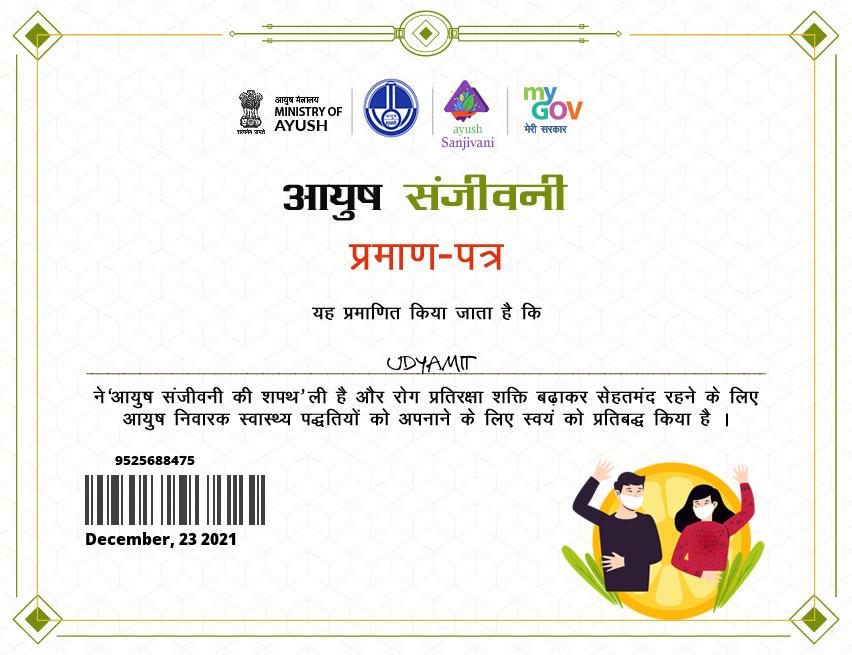 आयुष मंत्रालय
MINISTRY OF
AYUSH
सत्यमेव जयते
ayush
Sanjivani
my
GOV
मेरी सरकार
आयुष संजीवनी
प्रमाण-पत्र
यह प्रमाणित किया जाता है कि
UDYAMIT
ने 'आयुष संजीवनी की शपथ' ली है और रोग प्रतिरक्षा शक्ति बढ़ाकर सेहतमंद रहने के लिए
आयुष निवारक स्वास्थ्य पद्धतियों को अपनाने के लिए स्वयं को प्रतिबद्ध किया है ।
9525688475
December, 23 2021